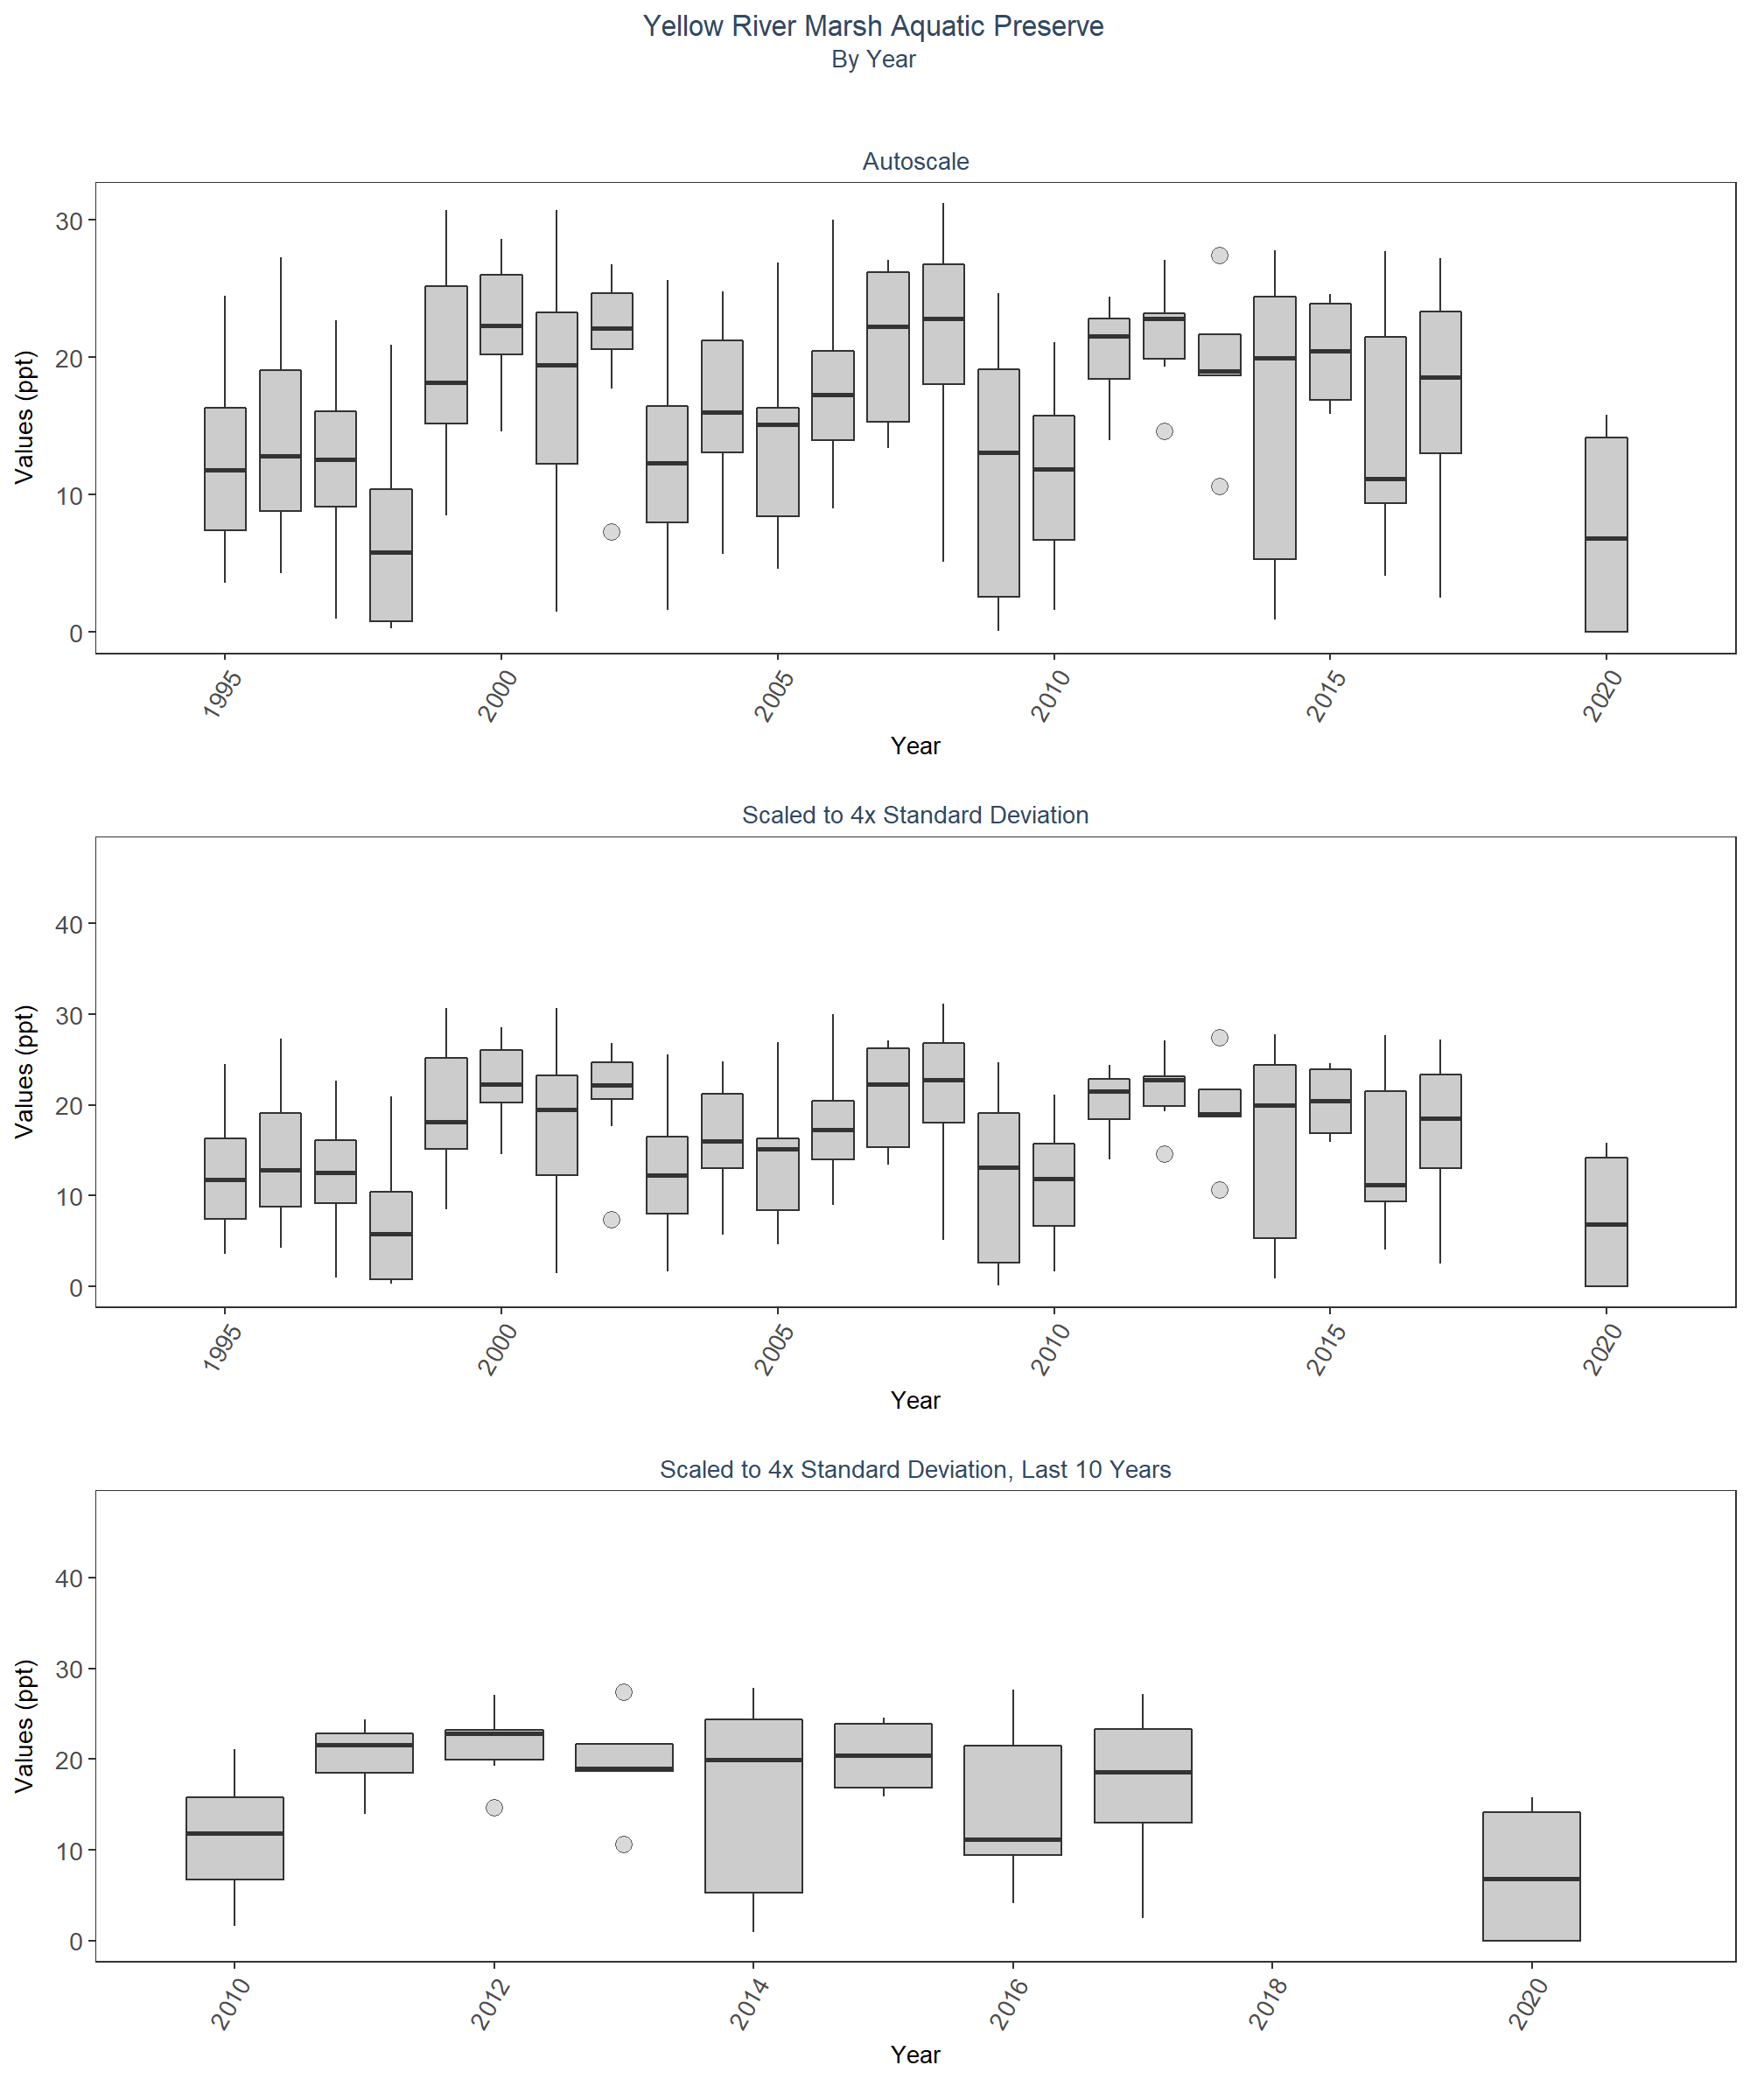 Yellow River Marsh Aquatic Preserve
By Year
Autoscale
Values (ppt)
30
20
10
0
1995 2000 2005 2010 2015 2020
Year
Scaled to 4x Standard Deviation
Values (ppt)
40
30
20
10
0
1995 2000 2005 2010 2015 2020
Year
Scaled to 4x Standard Deviation, Last 10 Years
Values (ppt)
40
30
20
10
0
2010 2012 2014 2016 2018 2020
Year